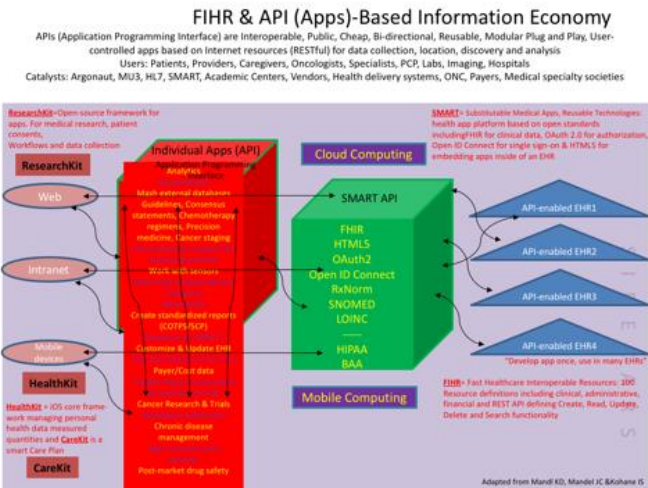 FIHR & API (Apps)-Based Information Economy
APIs (Application Programming Interface) are Interoperable, Public, Cheap, Bi-directional, Reusable, Modular Plug and Play, User-
controlled apps based on Internet resources (RESTful) for data collection, location, discovery and analysis
Users: Patients, Providers, Caregivers, Oncologists, Specialists, PCP, Labs, Imaging, Hospitals
Catalysts: Argonaut, MU3, HL7, SMART, Academic Centers, Vendors, Health delivery systems, ONC, Payers, Medical specialty societies
ResearchKit=Open source framework for
apps. For medical research, patient
consents,
Workflows and data collection
ResearchKit
Web
Intranet
Mobile
devices
HealthKit
HealthKit = iOS core frame-
work managing personal
health data measured
quantities and CareKit is a
smart Care Plan
CareKit
Individual Apps (API)
Application Programming
Interface
Analytics
Mash external databases
Guidelines, Consensus
statements, Chemotherapy
regimens, Precision
medicine, Cancer staging
Work with sensors
Create standardized reports
(COTPS/SCP)
Customize & Update EHR
Payer/Cost data
Cancer Research & Trials
Chronic disease
management
Post-market drug safety
Cloud Computing
SMART API
FHIR
HTML5
OAuth2
Open ID Connect
RxNorm
SNOMED
LOINC
HIPAA
BAA
Mobile Computing
SMART= Substitutable Medical Apps, Reusable Technologies:
health app platform based on open standards
includingFHIR for clinical data, OAuth 2.0 for authorization,
Open ID Connect for single sign-on & HTML5 for
embedding apps inside of an EHR
API-enabled EHR1
API-enabled EHR2
API-enabled EHR3
API-enabled EHR4
"Develop app once, use in many EHRs"
FIHR= Fast Healthcare Interoperable Resources: 100
Resource definitions including clinical, administrative,
financial and REST API defining Create, Read, Update,
Delete and Search functionality
Adapted from Mandl KD, Mandel JC &Kohane IS